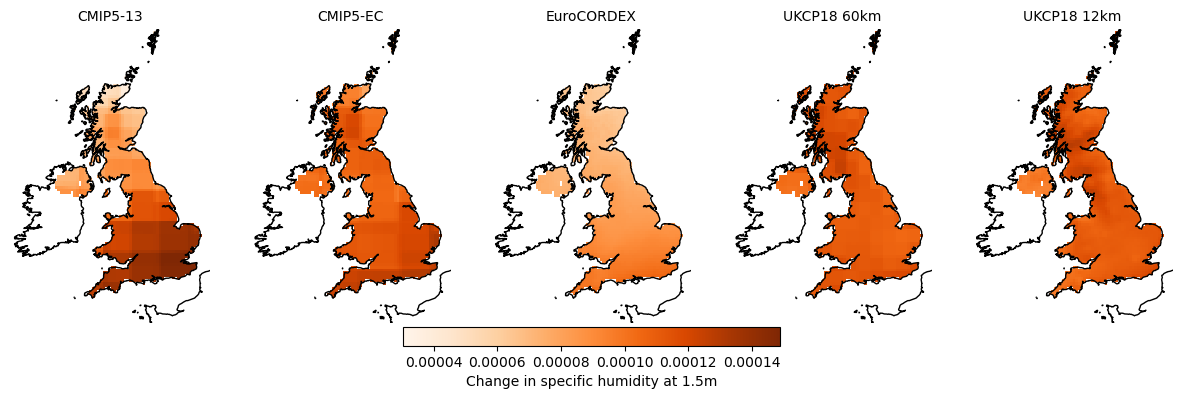 CMIP5-13 CMIP5-EC EuroCORDEX UKCP18 60km UKCP18 12km
0.00004 0.00006 0.00008 0.00010 0.00012 0.00014
Change in specific humidity at 1.5m